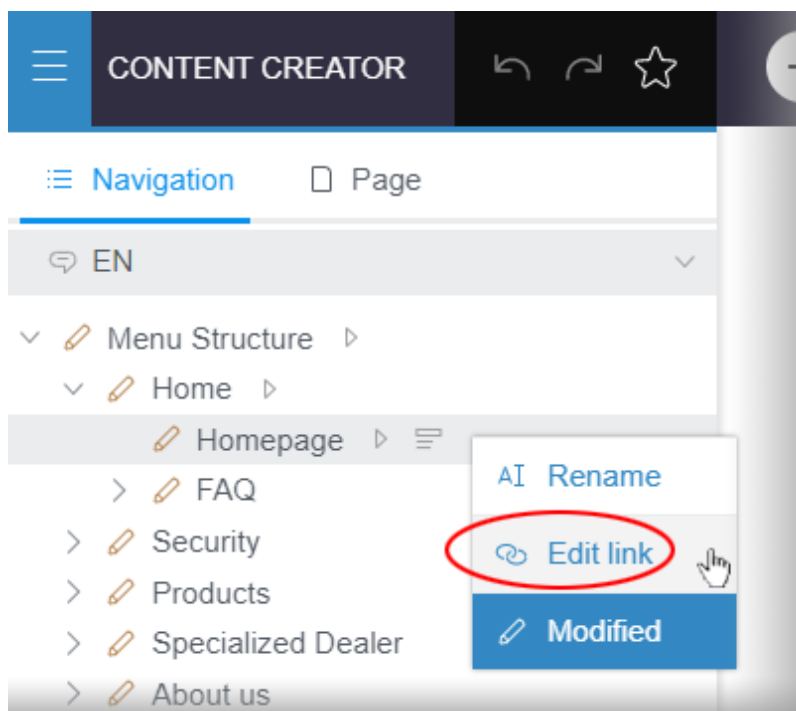 CONTENT CREATOR
Navigation Page
EN
Menu Structure
Home
Homepage
FAQ
Security
Products
Specialized Dealer
About us
AI Rename
Edit link
Modified